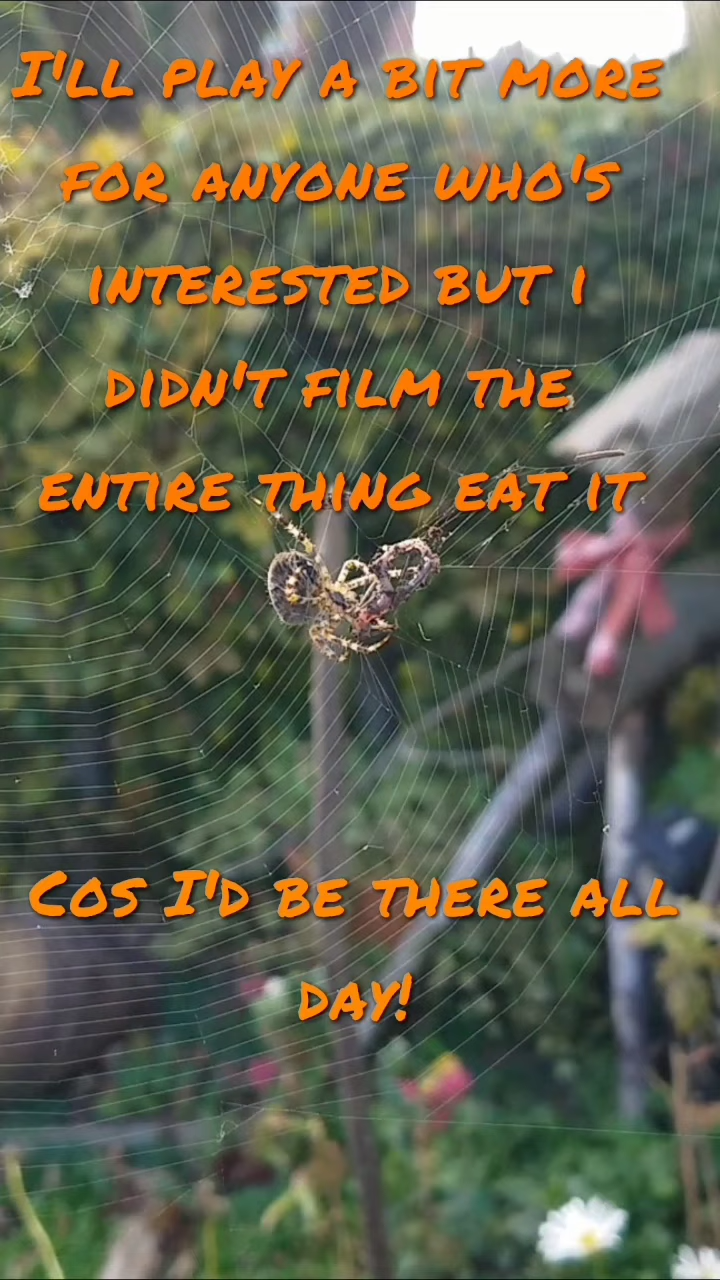 I'll play a bit more
for anyone who's
interested but I
didn't film the
entire thing eat it
Cos I'd be there all
day!